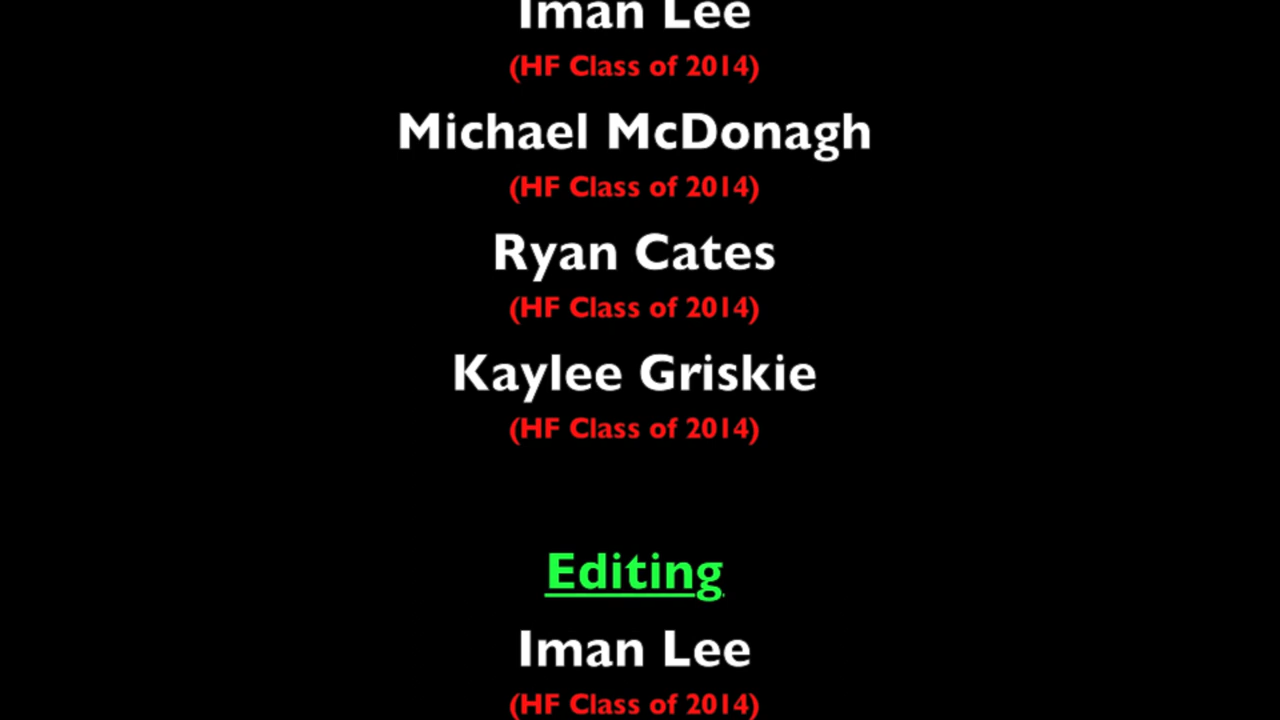 Iman Lee
(HF Class of 2014)
Michael McDonagh
(HF Class of 2014)
Ryan Cates
(HF Class of 2014)
Kaylee Griskie
(HF Class of 2014)
Editing
Iman Lee
(HF Class of 2014)